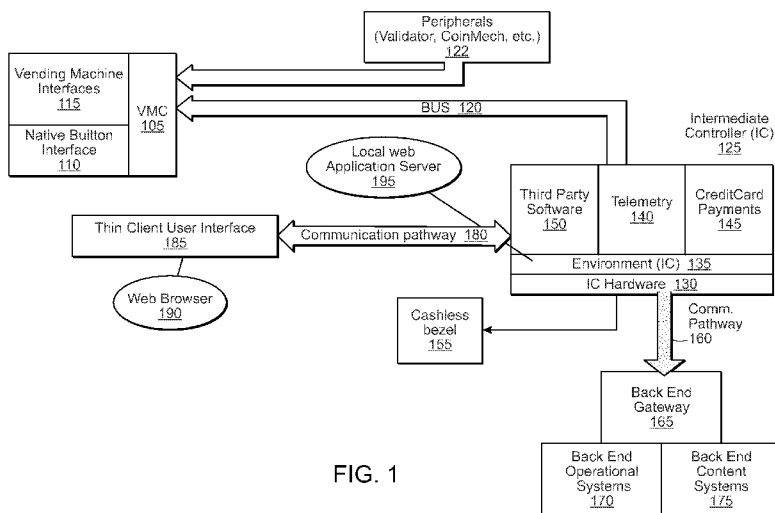 Peripherals
(Validator, CoinMech, etc.)
122
Vending Machine
Interfaces
115
VMC
105
Native Buitton
Interface
110
BUS 120
Intermediate
Controller (IC)
125
Local web
Application Server
195
Third Party
Software
150
Telemetry
140
CreditCard
Payments
145
Thin Client User Interface
185
Communication pathway 180
Environment (IC) 135
IC Hardware 130
Web Browser
190
Cashless
bezel
155
Comm.
Pathway
160
Back End
Gateway
165
Back End
Operational
Systems
170
Back End
Content
Systems
175
FIG. 1